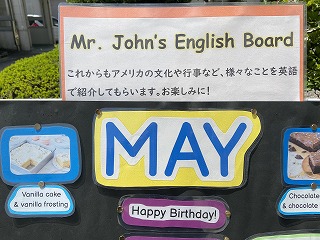 Mr. John's English Board
これからもアメリカの文化や行事など、様々なことを英語
で紹介してもらいます。お楽しみに!
MAY
Vanilla cake
& vanilla frosting
Chocolate
& chocolate
Happy Birthday!